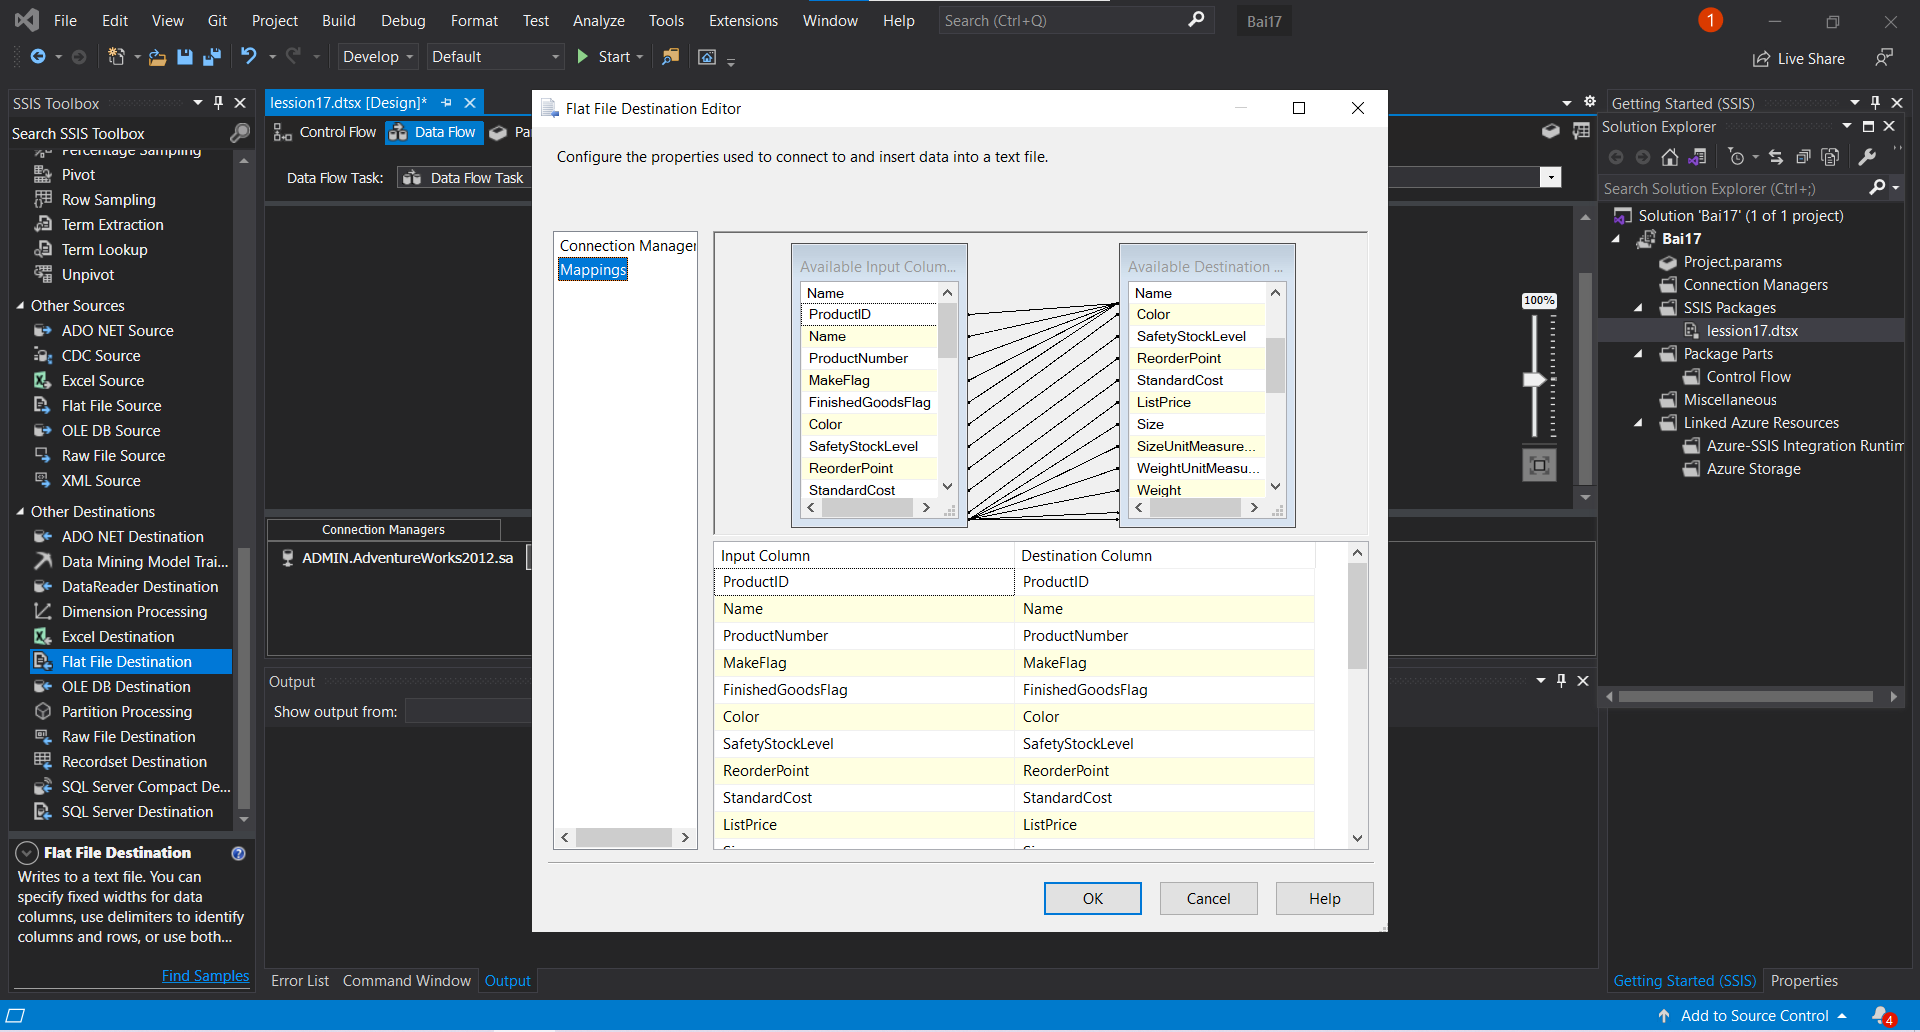 File Edit View Git Project Build Debug Format Test Analyze Tools Extensions Window Help Search (Ctrl+Q) Bai17 1
Develop Default Start Live Share
SSIS Toolbox
Search SSIS Toolbox
Percentage Sampling
Pivot
Row Sampling
Term Extraction
Term Lookup
Unpivot
Other Sources
ADO NET Source
CDC Source
Excel Source
Flat File Source
OLE DB Source
Raw File Source
XML Source
Other Destinations
ADO NET Destination
Data Mining Model Trai...
DataReader Destination
Dimension Processing
Excel Destination
Flat File Destination
OLE DB Destination
Partition Processing
Raw File Destination
Recordset Destination
SQL Server Compact De...
SQL Server Destination
Flat File Destination
Writes to a text file. You can
specify fixed widths for data
columns, use delimiters to identify
columns and rows, or use both...
Find Samples
lession17.dtsx [Design]*
Control Flow Data Flow Pa
Data Flow Task: Data Flow Task
100%
Connection Managers
ADMIN.AdventureWorks2012.sa
Output
Show output from:
Error List Command Window Output
Flat File Destination Editor
Configure the properties used to connect to and insert data into a text file.
Connection Manager
Mappings
Available Input Colum...
Name
ProductID
Name
ProductNumber
MakeFlag
FinishedGoodsFlag
Color
SafetyStockLevel
ReorderPoint
StandardCost
Available Destination ...
Name
Color
SafetyStockLevel
ReorderPoint
StandardCost
ListPrice
Size
SizeUnitMeasure...
WeightUnitMeasu...
Weight
Input Column Destination Column
ProductID ProductID
Name Name
ProductNumber ProductNumber
MakeFlag MakeFlag
FinishedGoodsFlag FinishedGoodsFlag
Color Color
SafetyStockLevel SafetyStockLevel
ReorderPoint ReorderPoint
StandardCost StandardCost
ListPrice ListPrice
OK Cancel Help
Getting Started (SSIS)
Solution Explorer
Search Solution Explorer (Ctrl+;)
Solution 'Bai17' (1 of 1 project)
Bai17
Project.params
Connection Managers
SSIS Packages
lession17.dtsx
Package Parts
Control Flow
Miscellaneous
Linked Azure Resources
Azure-SSIS Integration Runtim
Azure Storage
Getting Started (SSIS) Properties
Add to Source Control 4